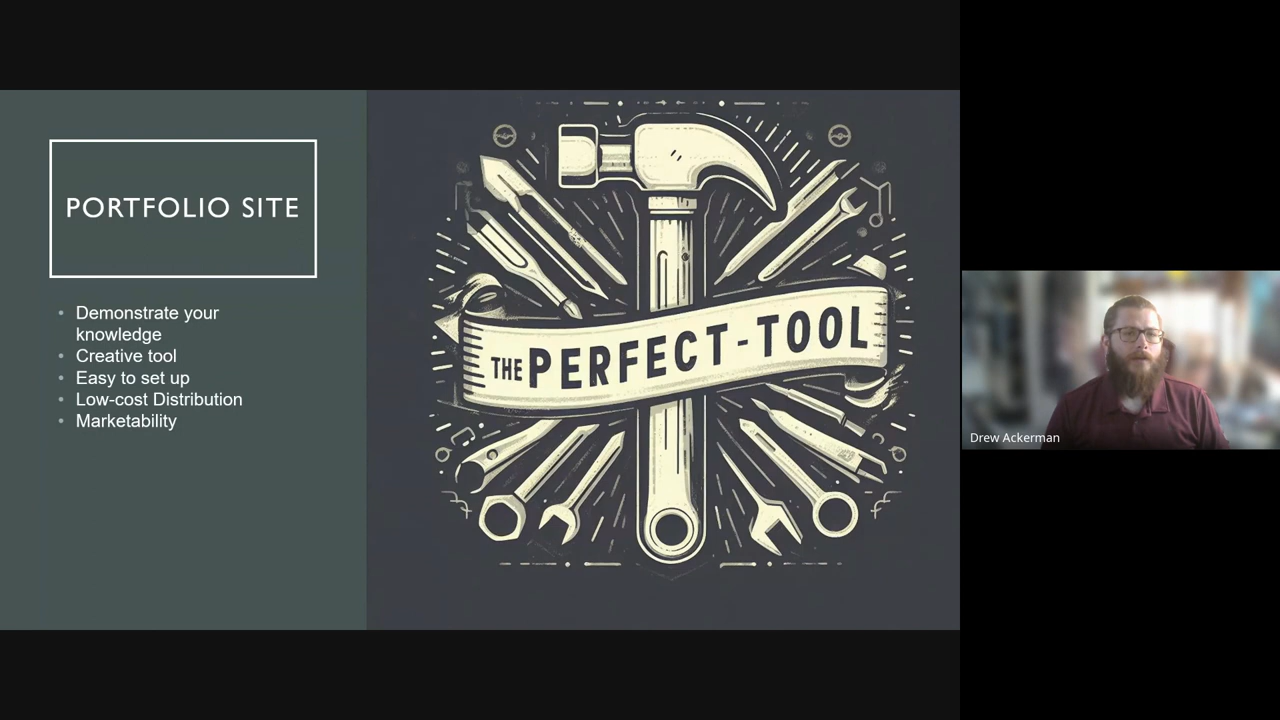 PORTFOLIO SITE
Demonstrate your
knowledge
Creative tool
Easy to set up
Low-cost Distribution
Marketability
THE PERFECT-TOOL
Drew Ackerman